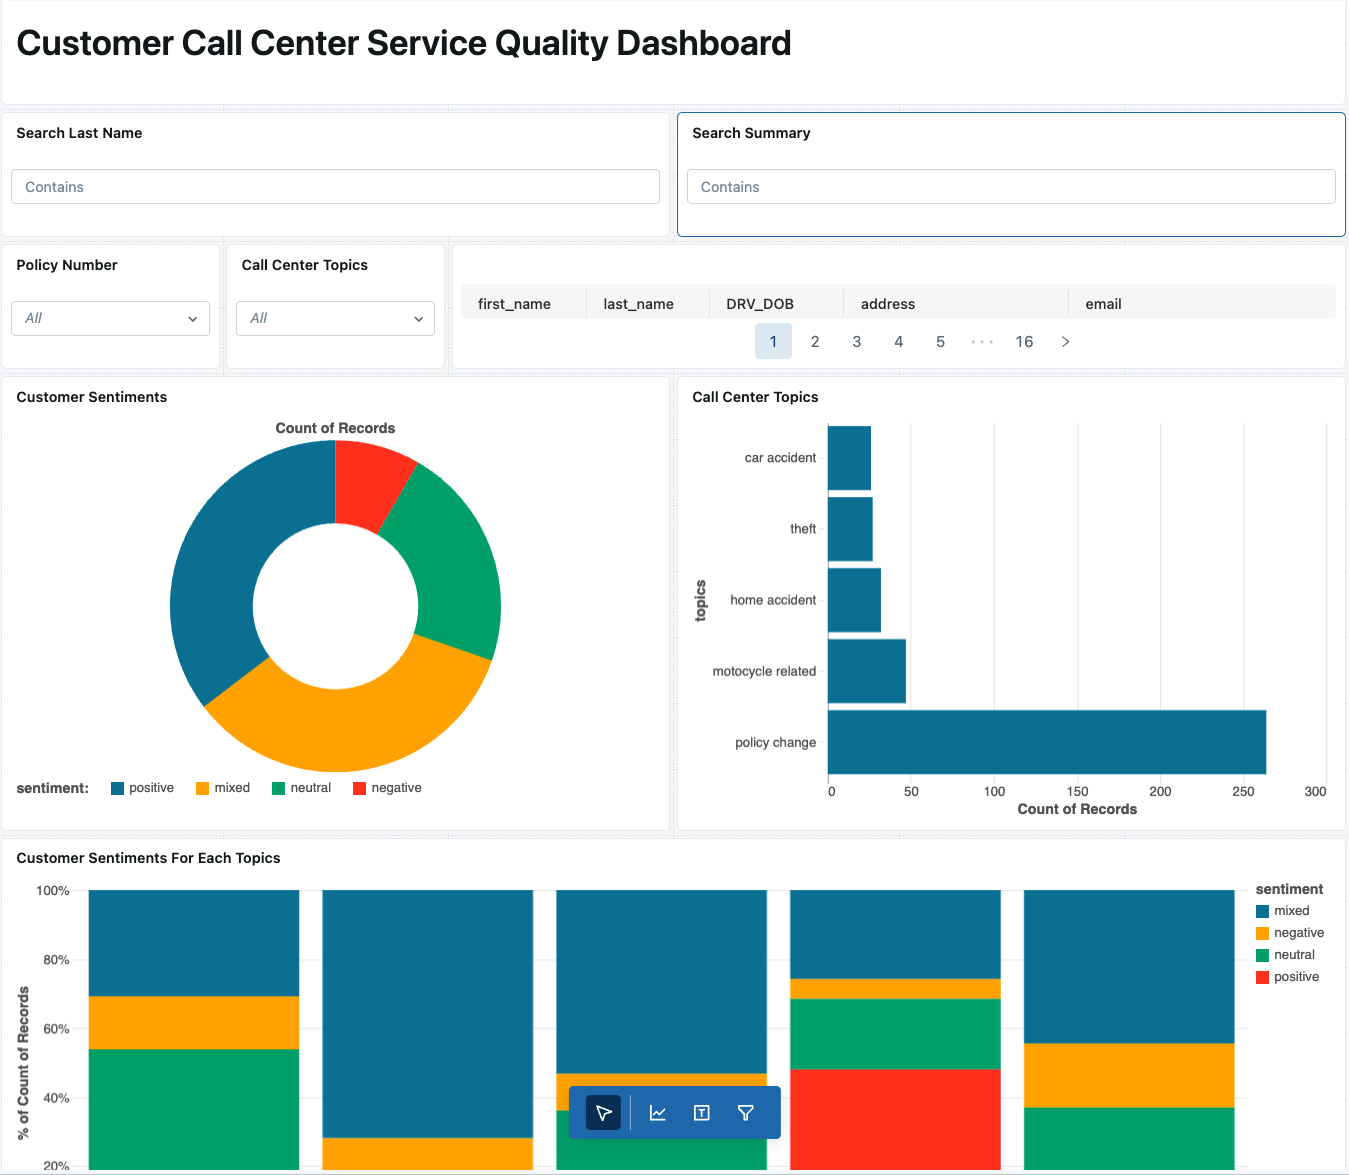 Customer Call Center Service Quality Dashboard
Search Last Name
Contains
Search Summary
Contains
Policy Number
All
Call Center Topics
All
first_name last_name DRV_DOB address email
1 2 3 4 5 ··· 16 >
Customer Sentiments
Count of Records
sentiment: positive mixed neutral negative
Call Center Topics
topics
car accident
theft
home accident
motocycle related
policy change
0 50 100 150 200 250 300
Count of Records
Customer Sentiments For Each Topics
% of Count of Records
100%
80%
60%
40%
20%
sentiment
mixed
negative
neutral
positive
T